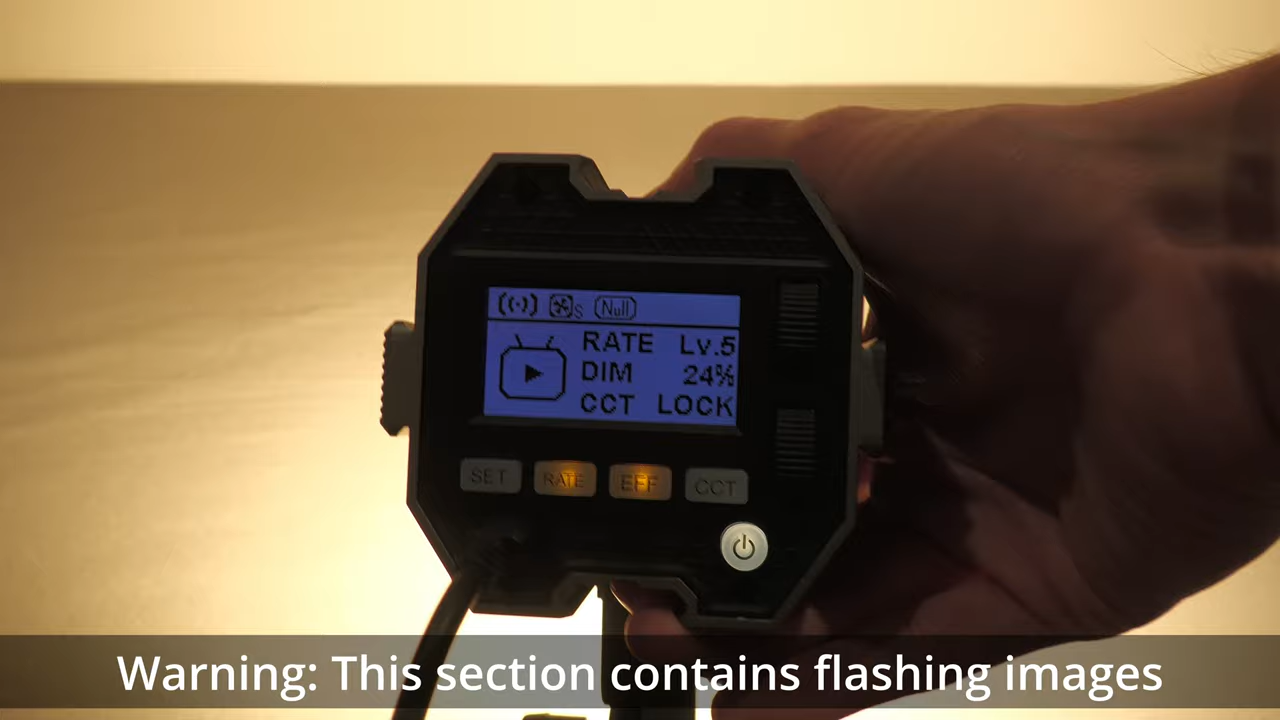 S Null
RATE Lv.5
DIM 24%
CCT LOCK
SET RATE EFF CCT
Warning: This section contains flashing images